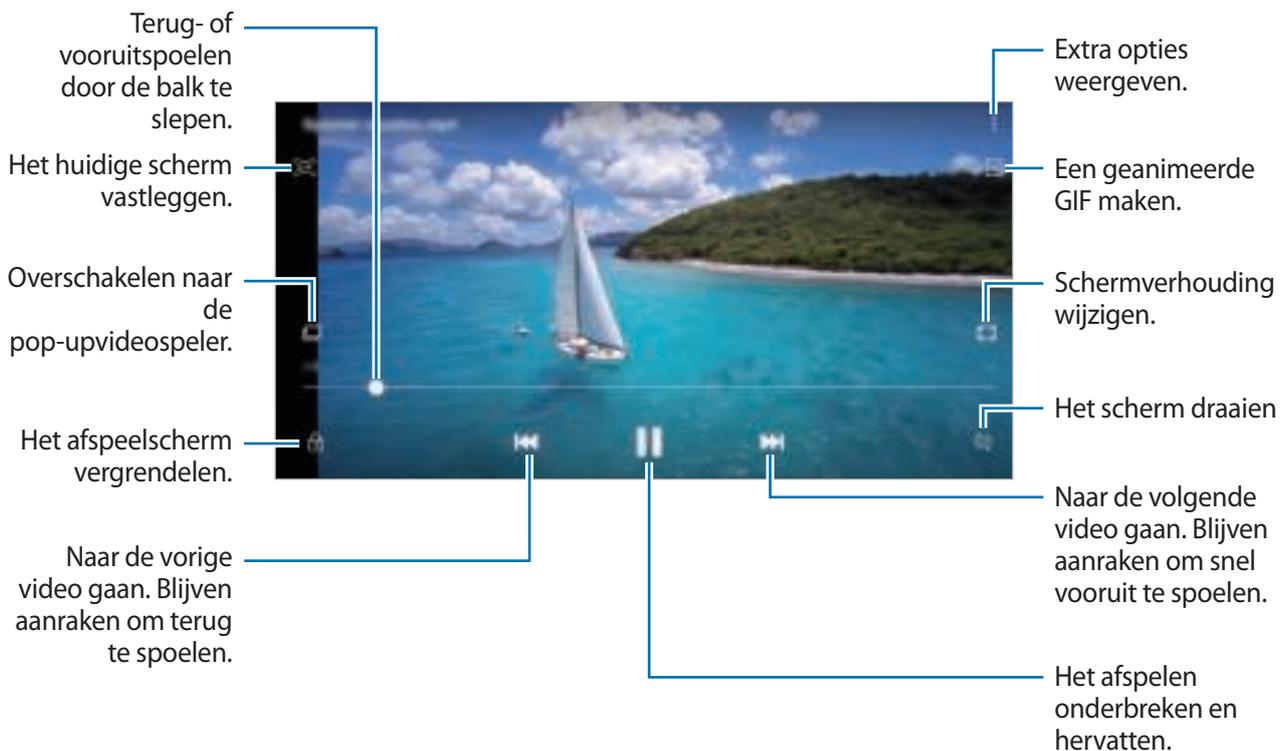 Terug- of
vooruitspoelen
door de balk te
slepen.
Het huidige scherm
vastleggen.
Overschakelen naar
de
pop-upvideospeler.
Het afspeelscherm
vergrendelen.
Naar de vorige
video gaan. Blijven
aanraken om terug
te spoelen.
Extra opties
weergeven.
Een geanimeerde
GIF maken.
Schermverhouding
wijzigen.
Het scherm draaien
Naar de volgende
video gaan. Blijven
aanraken om snel
vooruit te spoelen.
Het afspelen
onderbreken en
hervatten.